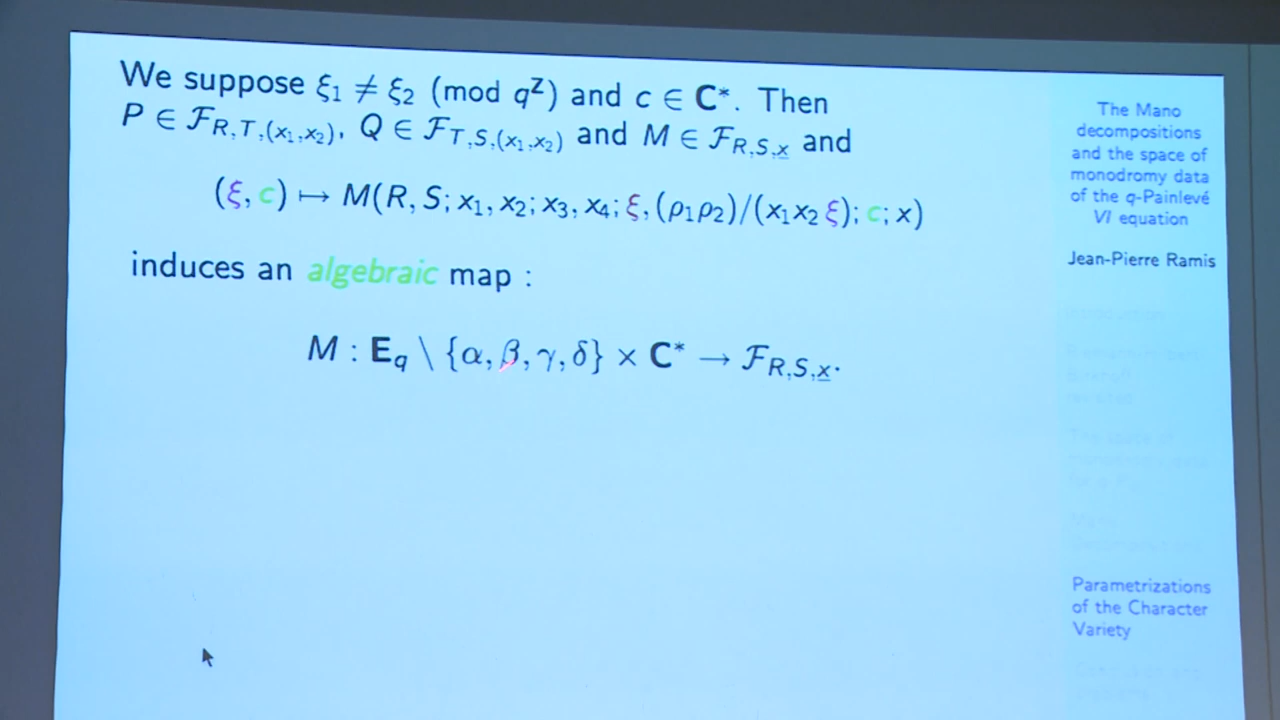 We suppose ξ₁ ≠ ξ₂ (mod q^Z) and c ∈ C*. Then
P ∈ F_{R,T,(x₁,x₂)}, Q ∈ F_{T,S,(x₁,x₂)} and M ∈ F_{R,S,x} and
(ξ, c) ↦ M(R, S; x₁, x₂; x₃, x₄; ξ, (ρ₁ρ₂)/(x₁x₂ ξ); c; x)
induces an algebraic map :
M : E_q \ {α, β, γ, δ} × C* → F_{R,S,x}.
The Mano
decompositions
and the space of
monodromy data
of the q-Painlevé
VI equation
Jean-Pierre Ramis
Parametrizations
of the Character
Variety